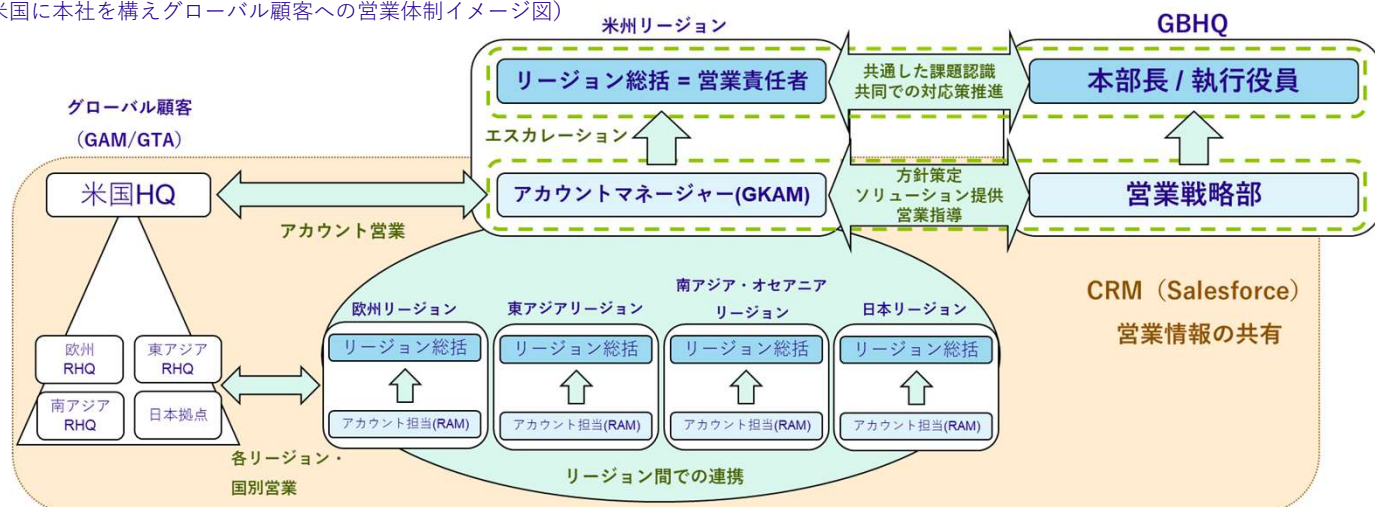 米国に本社を構えグローバル顧客への営業体制イメージ図)
米州リージョン
GBHQ
リージョン総括 = 営業責任者
共通した課題認識
共同での対応策推進
本部長 / 執行役員
グローバル顧客
(GAM/GTA)
エスカレーション
米国HQ
アカウント営業
アカウントマネージャー(GKAM)
方針策定
ソリューション提供
営業指導
営業戦略部
CRM（Salesforce）
営業情報の共有
欧州リージョン
東アジアリージョン
南アジア・オセアニア
リージョン
日本リージョン
リージョン総括
リージョン総括
リージョン総括
リージョン総括
欧州
RHQ
東アジア
RHQ
南アジア
RHQ
日本拠点
アカウント担当(RAM)
アカウント担当(RAM)
アカウント担当(RAM)
アカウント担当(RAM)
各リージョン・
国別営業
リージョン間での連携